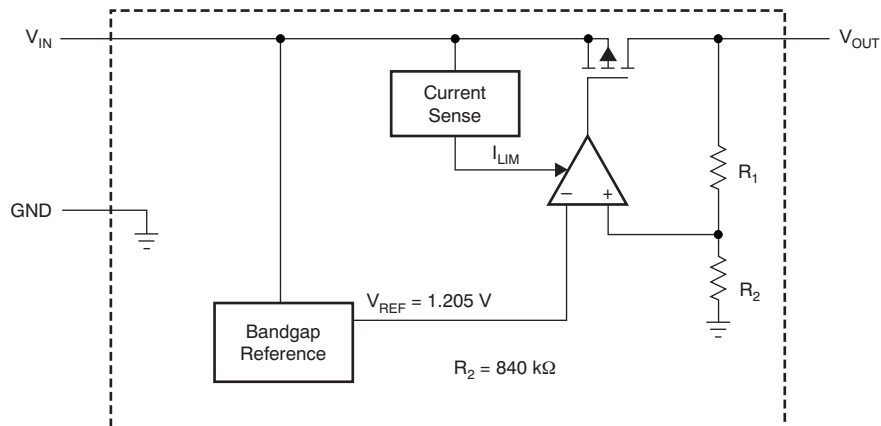 V_IN
V_OUT
Current
Sense
I_LIM
R_1
− +
GND
R_2
V_REF = 1.205 V
Bandgap
Reference
R_2 = 840 kΩ